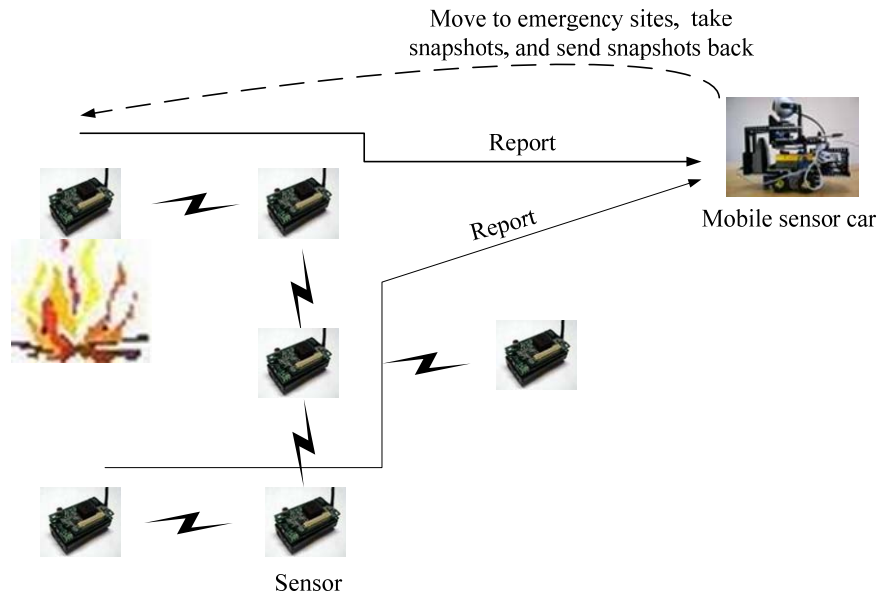 Move to emergency sites, take
snapshots, and send snapshots back
Report
Report
Mobile sensor car
Sensor